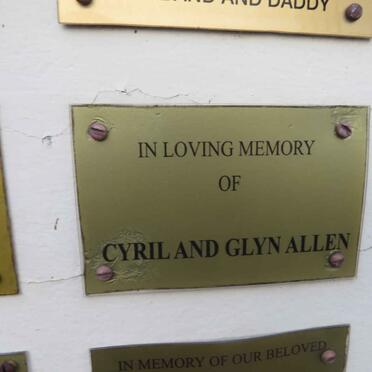 AND DADDY
IN LOVING MEMORY
OF
CYRIL AND GLYN ALLEN
IN MEMORY OF OUR BELOVED